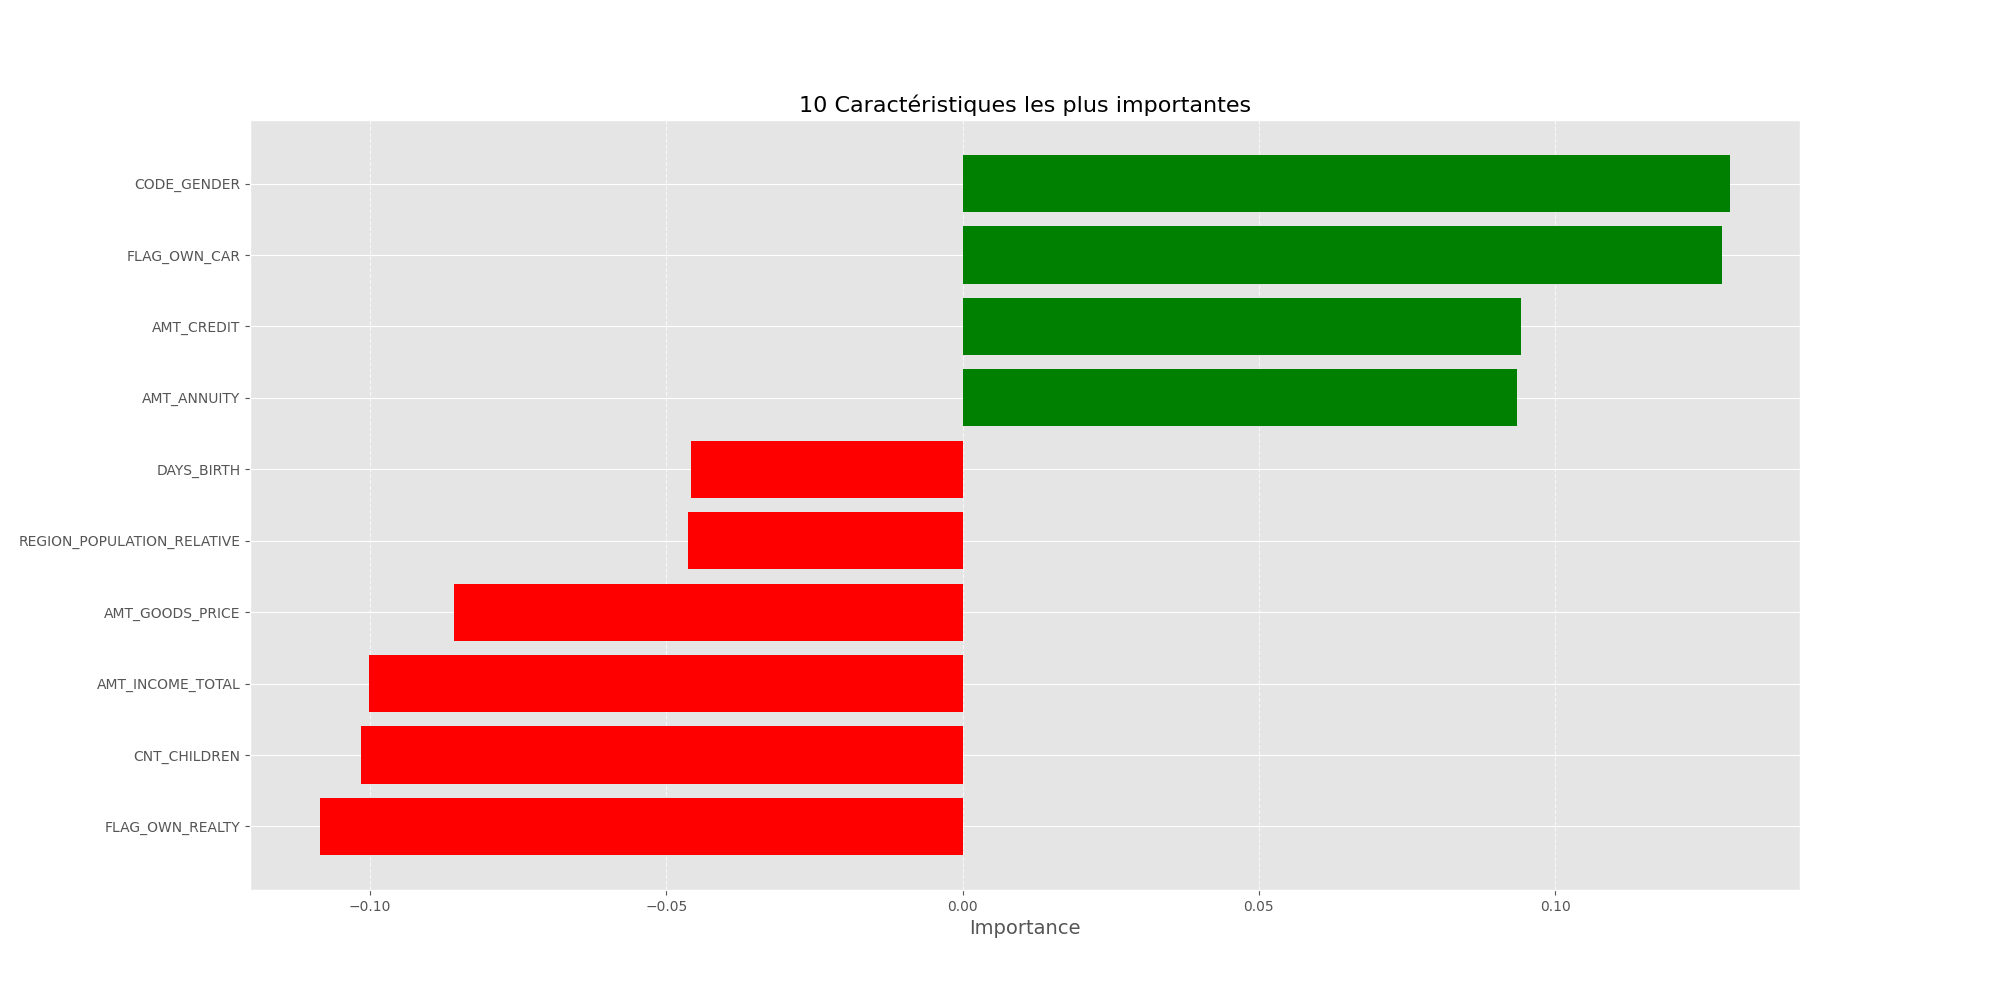 10 Caractéristiques les plus importantes
CODE_GENDER
FLAG_OWN_CAR
AMT_CREDIT
AMT_ANNUITY
DAYS_BIRTH
REGION_POPULATION_RELATIVE
AMT_GOODS_PRICE
AMT_INCOME_TOTAL
CNT_CHILDREN
FLAG_OWN_REALTY
−0.10 −0.05 0.00 0.05 0.10
Importance